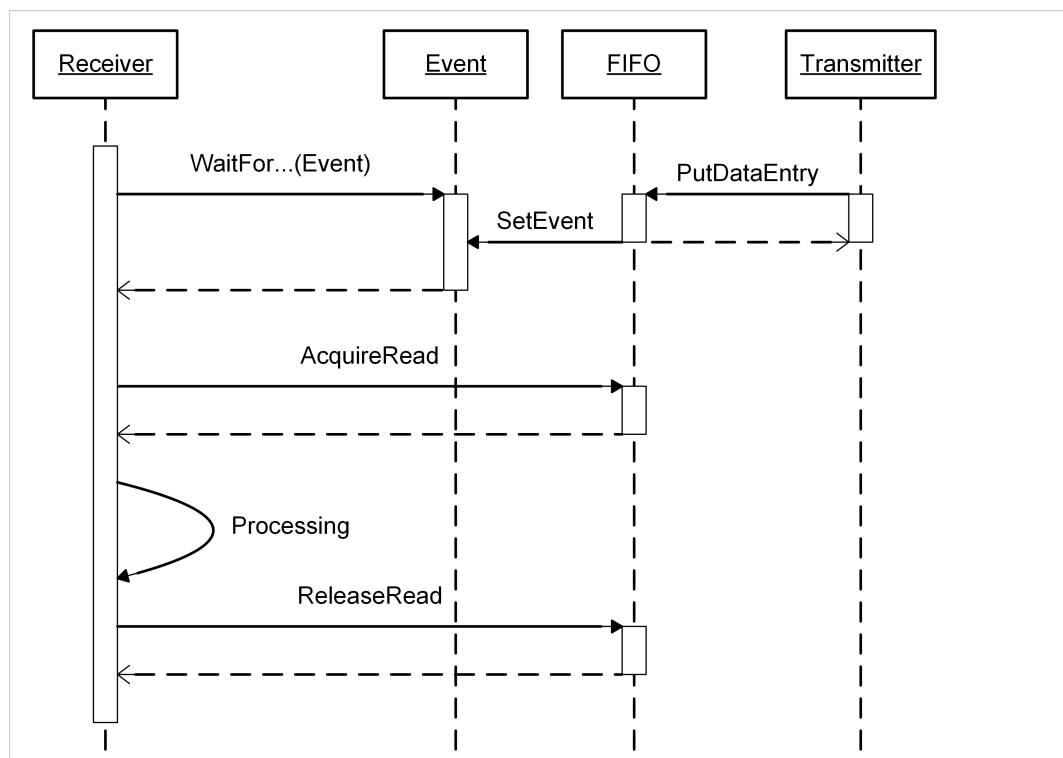 Receiver
Event
FIFO
Transmitter
WaitFor...(Event)
PutDataEntry
SetEvent
AcquireRead
Processing
ReleaseRead